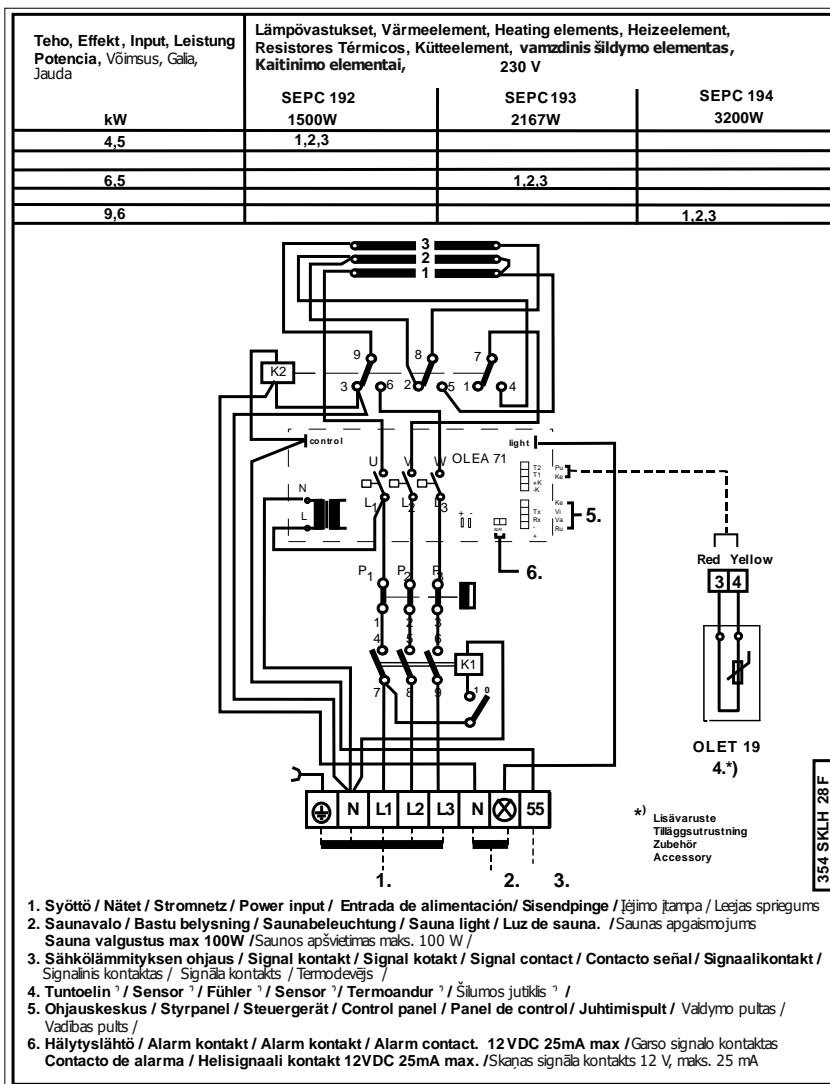 Teho, Effekt, Input, Leistung
Potencia, Võimsus, Galia,
Jauda
Lämpövastukset, Värmeelement, Heating elements, Heizeelement,
Resistores Térmicos, Kütteelement, vamzdinis šildymo elementas,
Kaitinimo elementai, 230 V
SEPC 192 SEPC193 SEPC 194
kW 1500W 2167W 3200W
4,5 1,2,3
6,5 1,2,3
9,6 1,2,3
3
2
1
9 8 7
K2
3 6 2 5 1 4
control light
U V W OLEA 71
T2 Pu
T1 Ke
+K
-K
N
L
L1 L2 L3
Ke
Tx Vi
Rx Va
- Ru
+
+ -
5.
6.
Red Yellow
3 4
P1 P2 P3
1 2 3
4 5 6
K1
1 0
7 8 9
OLET 19
4.*)
N L1 L2 L3 N 55
*) Lisävaruste
Tilläggsutrustning
Zubehör
Accessory
354 SKLH 28 F
1. 2. 3.
1. Syöttö / Nätet / Stromnetz / Power input / Entrada de alimentación/ Sisendpinge / Įėjimo įtampa / Leejas spriegums
2. Saunavalo / Bastu belysning / Saunabeleuchtung / Sauna light / Luz de sauna. /Saunas apgaismojums
Sauna valgustus max 100W /Saunos apšvietimas maks. 100 W /
3. Sähkölämmityksen ohjaus / Signal kontakt / Signal kotakt / Signal contact / Contacto señal / Signaalikontakt /
Signalinis kontaktas / Signāla kontakts / Termodevējs /
4. Tuntoelin *) / Sensor *) / Fühler *) / Sensor *) / Termoandur *) / Šilumos jutiklis *) /
5. Ohjauskeskus / Styrpanel / Steuergerät / Control panel / Panel de control/ Juhtimispult / Valdymo pultas /
Vadības pults /
6. Hälytyslähtö / Alarm kontakt / Alarm kontakt / Alarm contact. 12 VDC 25mA max /Garso signalo kontaktas
Contacto de alarma / Helisignaali kontakt 12VDC 25mA max. /Skaņas signāla kontakts 12 V, maks. 25 mA